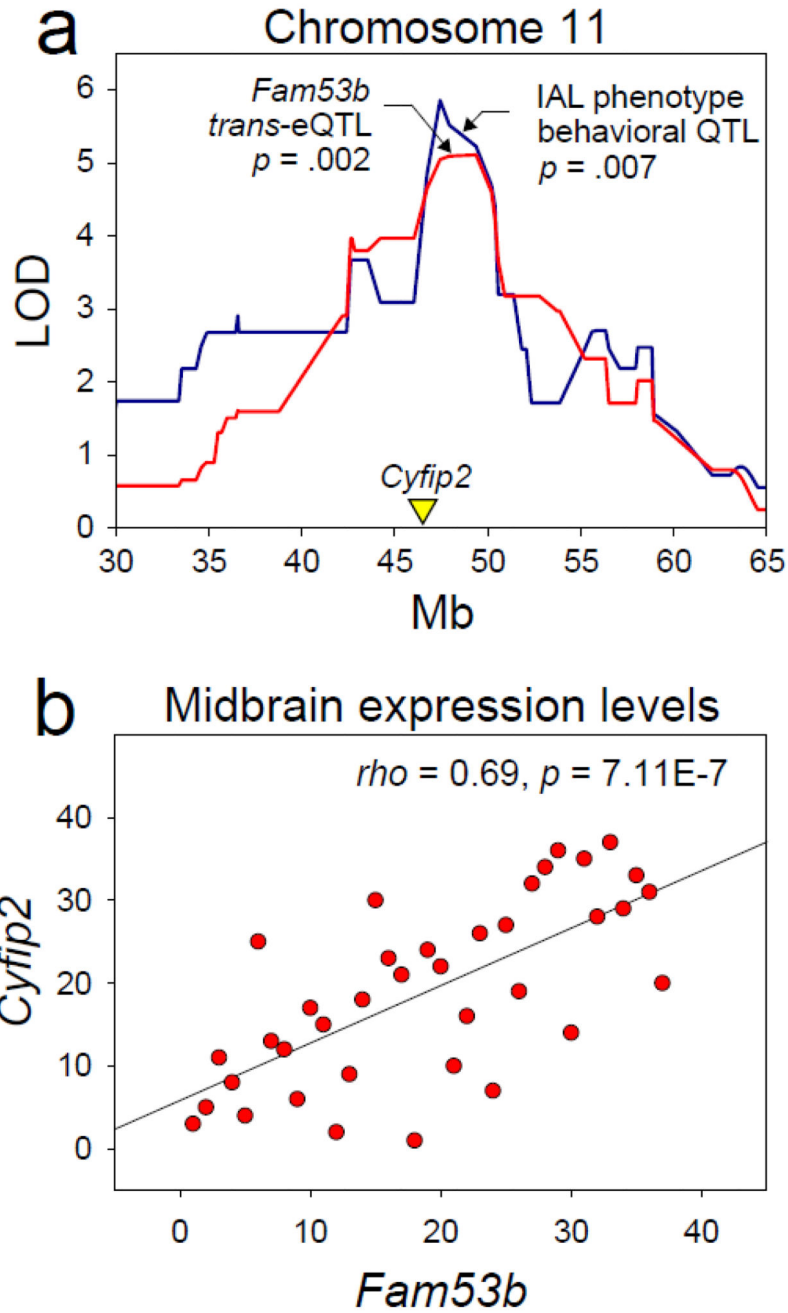 a
Chromosome 11
6
5
4
3
2
1
0
LOD
Fam53b
trans-eQTL
p = .002
IAL phenotype
behavioral QTL
p = .007
Cyfip2
30 35 40 45 50 55 60 65
Mb
b
Midbrain expression levels
rho = 0.69, p = 7.11E-7
40
30
20
10
0
Cyfip2
0 10 20 30 40
Fam53b